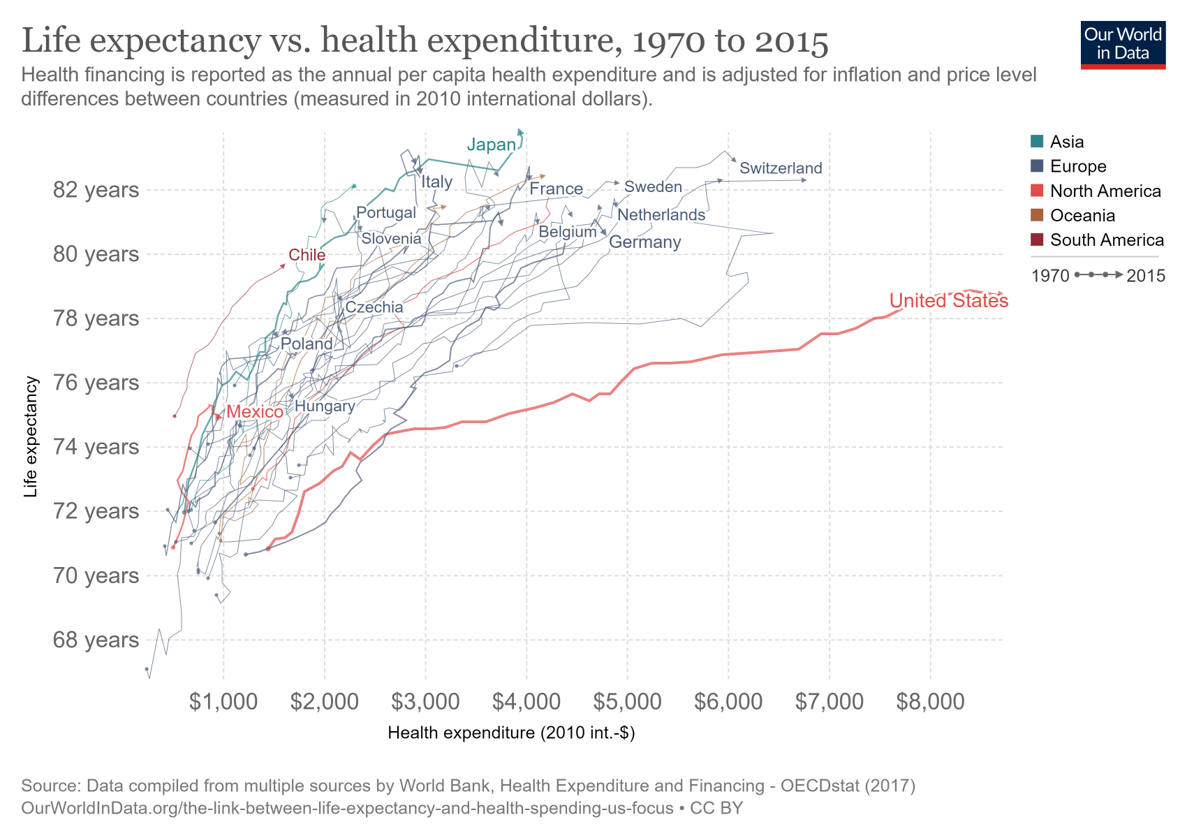 Life expectancy vs. health expenditure, 1970 to 2015
Our World
in Data
Health financing is reported as the annual per capita health expenditure and is adjusted for inflation and price level
differences between countries (measured in 2010 international dollars).
Japan
Asia
Europe
North America
Oceania
South America
1970
2015
Switzerland
82 years
Italy
France
Sweden
Portugal
Netherlands
Slovenia
Belgium
Germany
80 years
Chile
United States
Czechia
78 years
Poland
76 years
Hungary
Mexico
74 years
72 years
70 years
68 years
Life expectancy
$1,000
$2,000
$3,000
$4,000
$5,000
$6,000
$7,000
$8,000
Health expenditure (2010 int.-$)
Source: Data compiled from multiple sources by World Bank, Health Expenditure and Financing - OECDstat (2017)
OurWorldInData.org/the-link-between-life-expectancy-and-health-spending-us-focus • CC BY